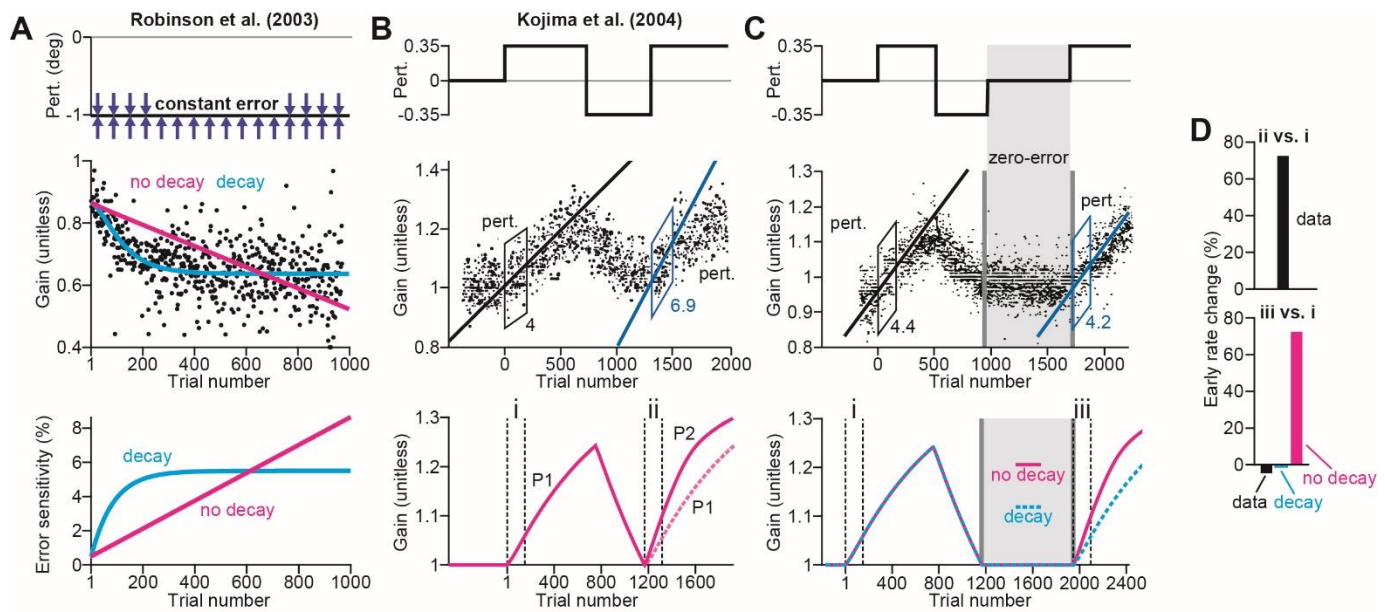 Robinson et al. (2003)
Kojima et al. (2004)
A
Pert. (deg)
0
-1
constant error
Gain (unitless)
1
0.8
0.6
0.4
no decay decay
1 200 400 600 800 1000
Trial number
Error sensitivity (%)
8
6
4
2
0
decay
no decay
1 200 400 600 800 1000
Trial number
B
Pert.
0.35
0
-0.35
Gain (unitless)
1.4
1.2
1.0
0.8
pert.
4
pert.
6.9
0 500 1000 1500 2000
Trial number
i ii
Gain (unitless)
1.3
1.2
1.1
1
P1
P2
P1
1 400 800 1200 1600
Trial number
C
Pert.
0.35
0
-0.35
zero-error
Gain (unitless)
1.3
1.2
1.1
1.0
0.9
0.8
pert.
4.4
pert.
4.2
0 500 1000 1500 2000
Trial number
i iii
Gain (unitless)
1.3
1.2
1.1
1
no decay
decay
1 400 800 1200 1600 2000 2400
Trial number
D
Early rate change (%)
ii vs. i
80
60
40
20
0
data
iii vs. i
80
60
40
20
0
no decay
data decay